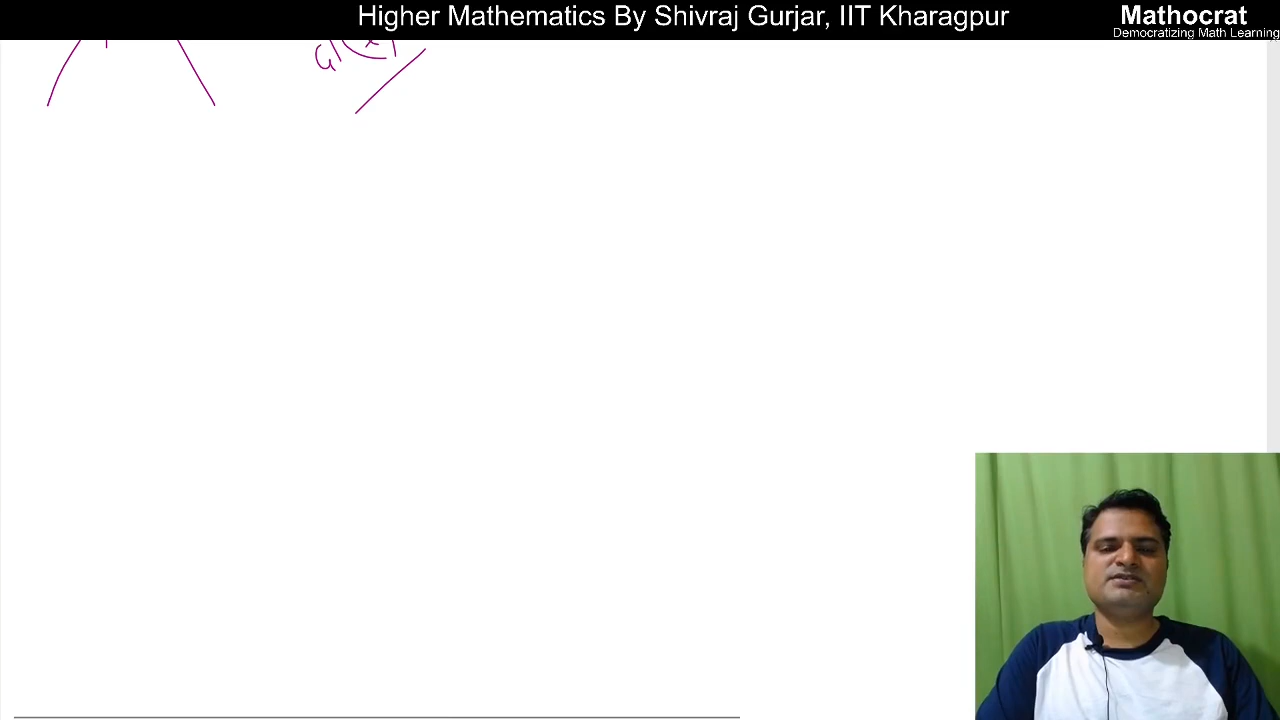 Higher Mathematics By Shivraj Gurjar, IIT Kharagpur
Mathocrat
Democratizing Math Learning